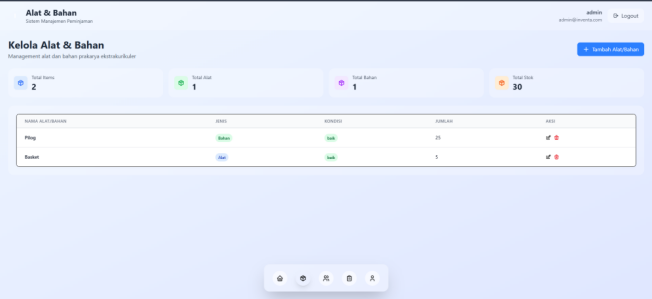 Alat & Bahan
Sistem Manajemen Peminjaman
admin
admin@inventa.com
Logout
Kelola Alat & Bahan
Management alat dan bahan prakarya ekstrakurikuler
+ Tambah Alat/Bahan
Total Items
2
Total Alat
1
Total Bahan
1
Total Stok
30
NAMA ALAT/BAHAN JENIS KONDISI JUMLAH AKSI
Pilog Bahan baik 25
Basket Alat baik 5